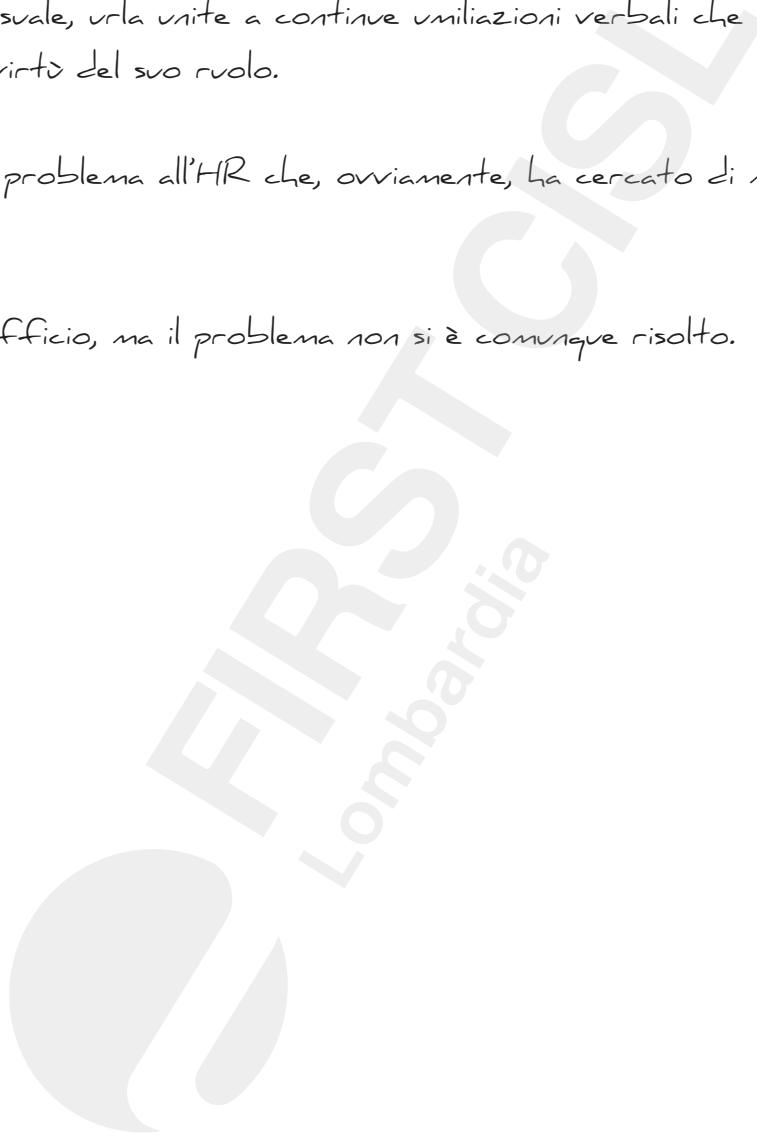 suale, urla unite a continue umiliazioni verbali che
virtù del suo ruolo.
problema all'HR che, ovviamente, ha cercato di
fficio, ma il problema non si è comunque risolto.
FIRST CISL
Lombardia